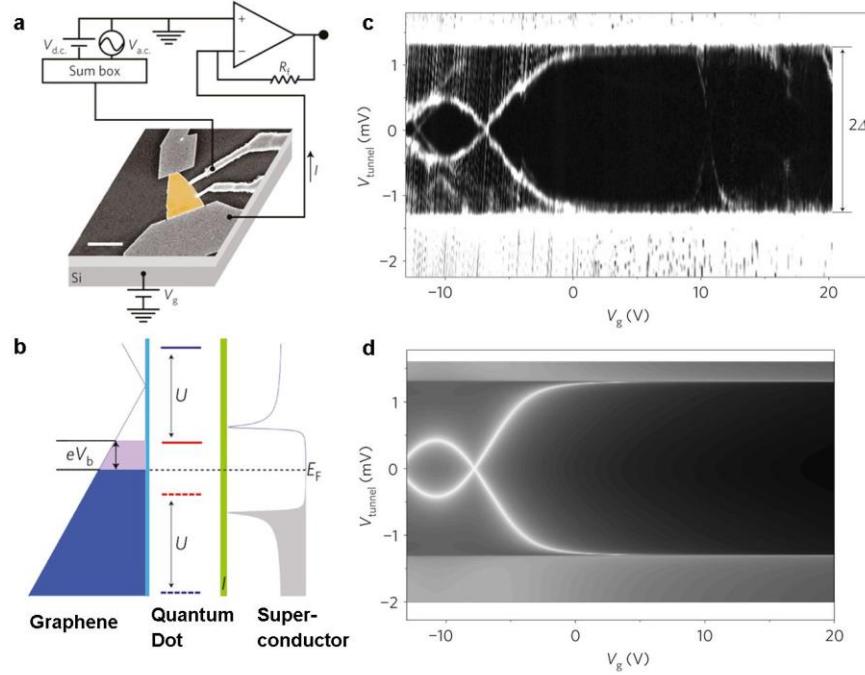 a
V_d.c.
V_a.c.
Sum box
+
−
R_f
I
Si
V_g
b
U
eV_b
E_F
U
I
Graphene
Quantum Dot
Super-conductor
c
V_tunnel (mV)
1
0
−1
−2
2Δ
−10
0
10
20
V_g (V)
d
V_tunnel (mV)
1
0
−1
−2
−10
0
10
20
V_g (V)